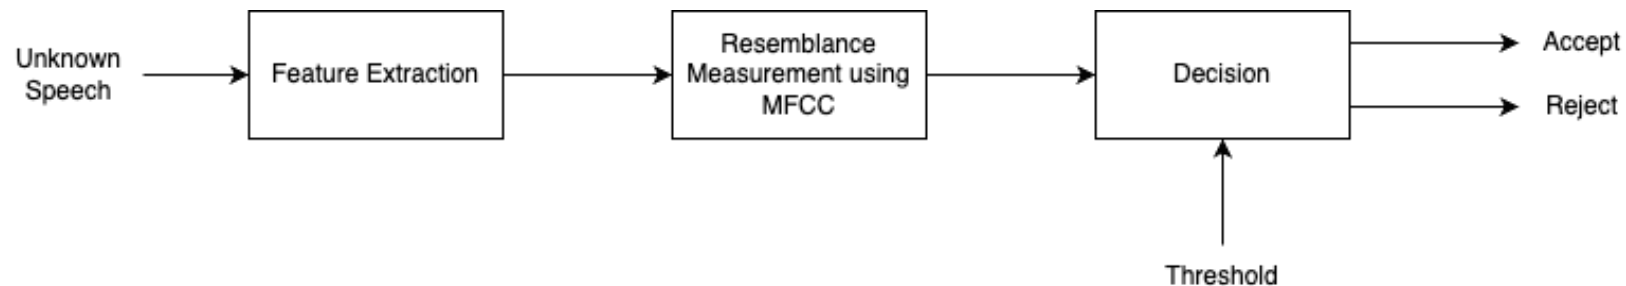 Unknown
Speech
Feature Extraction
Resemblance
Measurement using
MFCC
Decision
Accept
Reject
Threshold